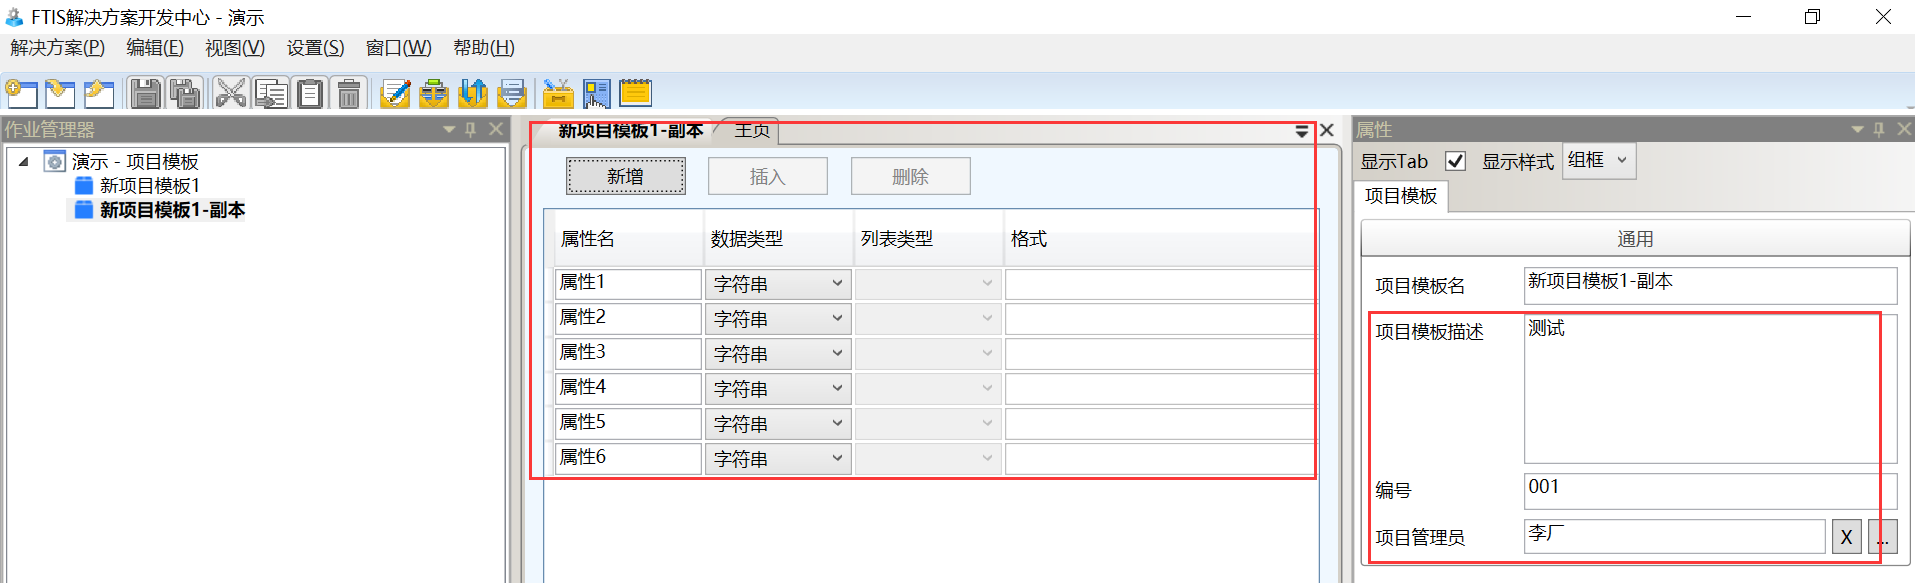 FTIS解决方案开发中心 - 演示
解决方案(P) 编辑(E) 视图(V) 设置(S) 窗口(W) 帮助(H)
作业管理器
演示 - 项目模板
新项目模板1
新项目模板1-副本
新项目模板1-副本 主页
新增 插入 删除
属性名 数据类型 列表类型 格式
属性1 字符串
属性2 字符串
属性3 字符串
属性4 字符串
属性5 字符串
属性6 字符串
属性
显示Tab 显示样式 组框
项目模板
通用
项目模板名 新项目模板1-副本
项目模板描述 测试
编号 001
项目管理员 李厂 X ...